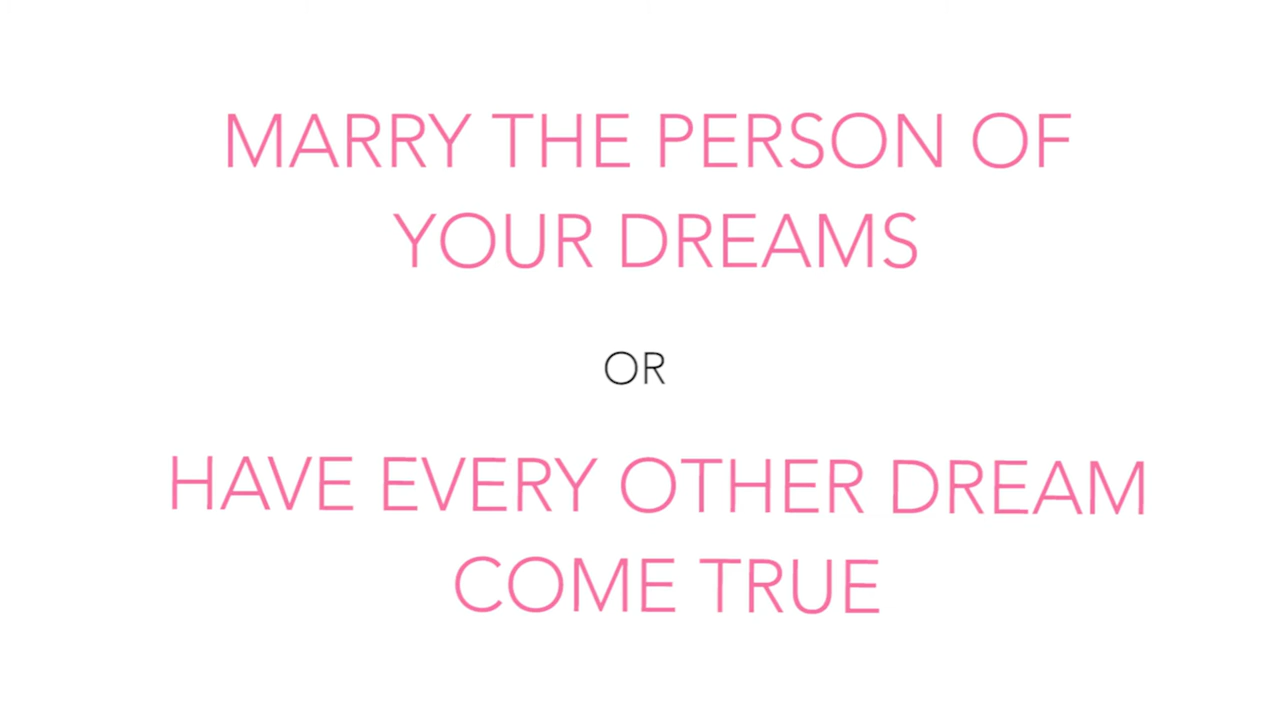 MARRY THE PERSON OF
YOUR DREAMS
OR
HAVE EVERY OTHER DREAM
COME TRUE